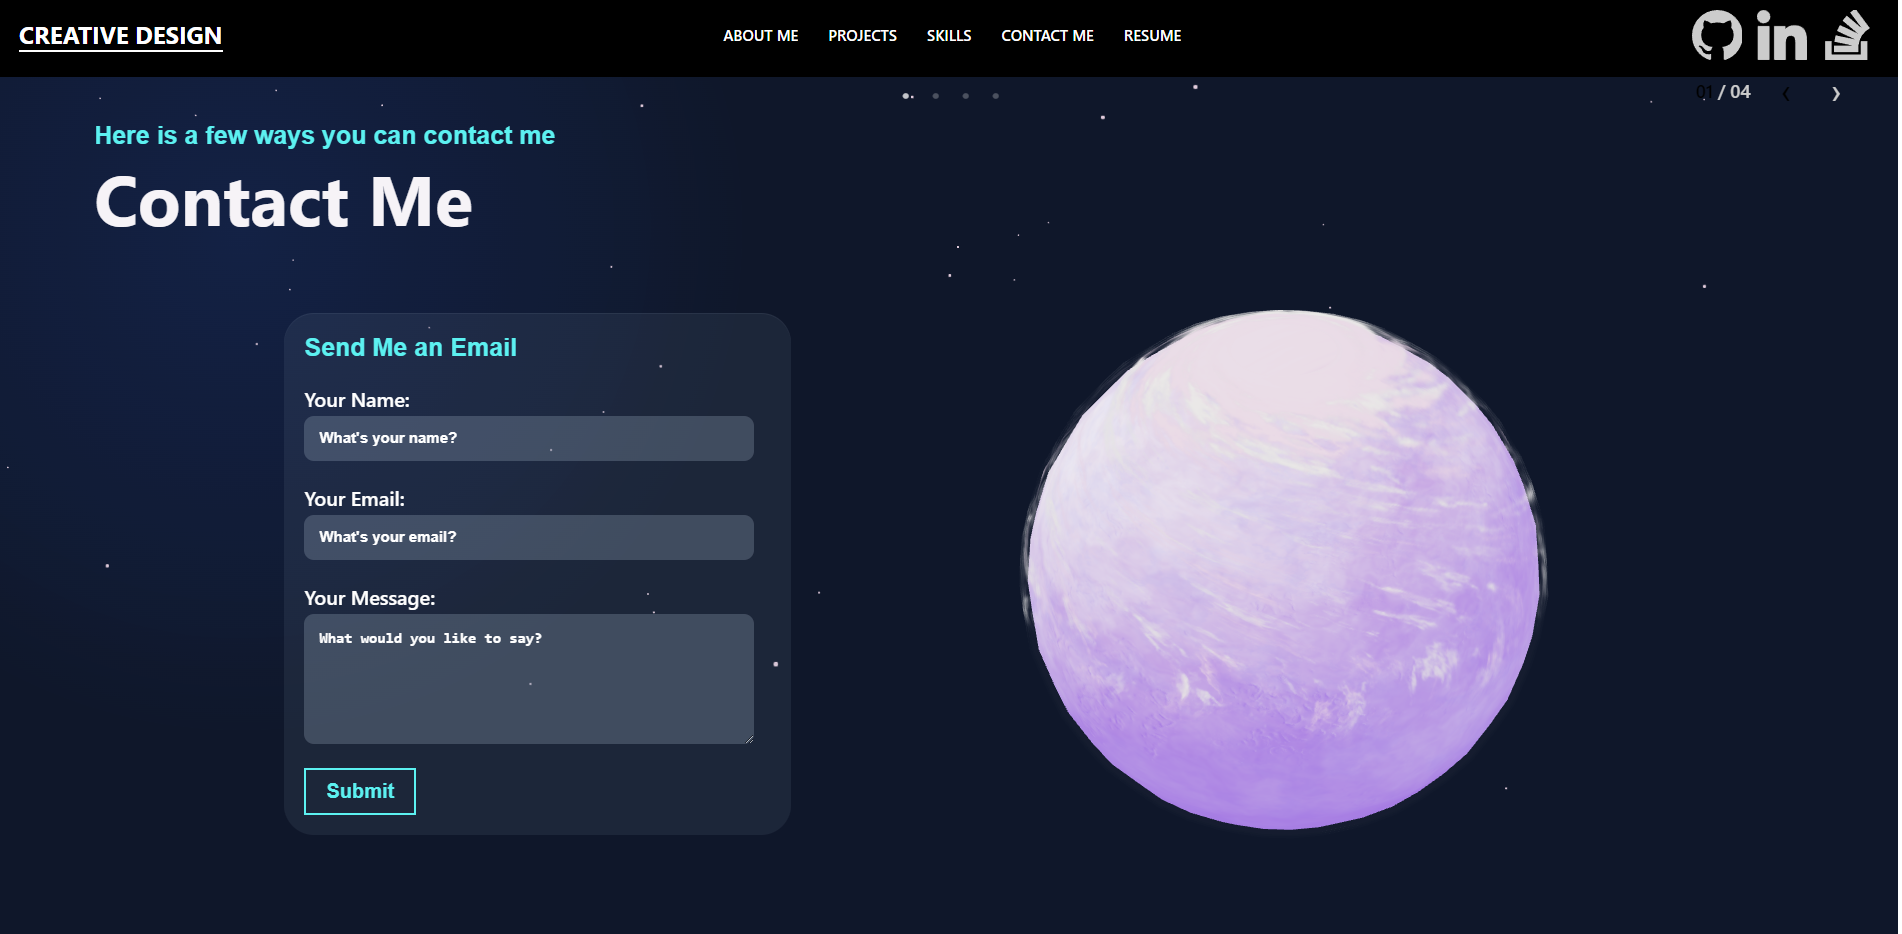 CREATIVE DESIGN
ABOUT ME PROJECTS SKILLS CONTACT ME RESUME
in
01 / 04
Here is a few ways you can contact me
Contact Me
Send Me an Email
Your Name:
What's your name?
Your Email:
What's your email?
Your Message:
What would you like to say?
Submit